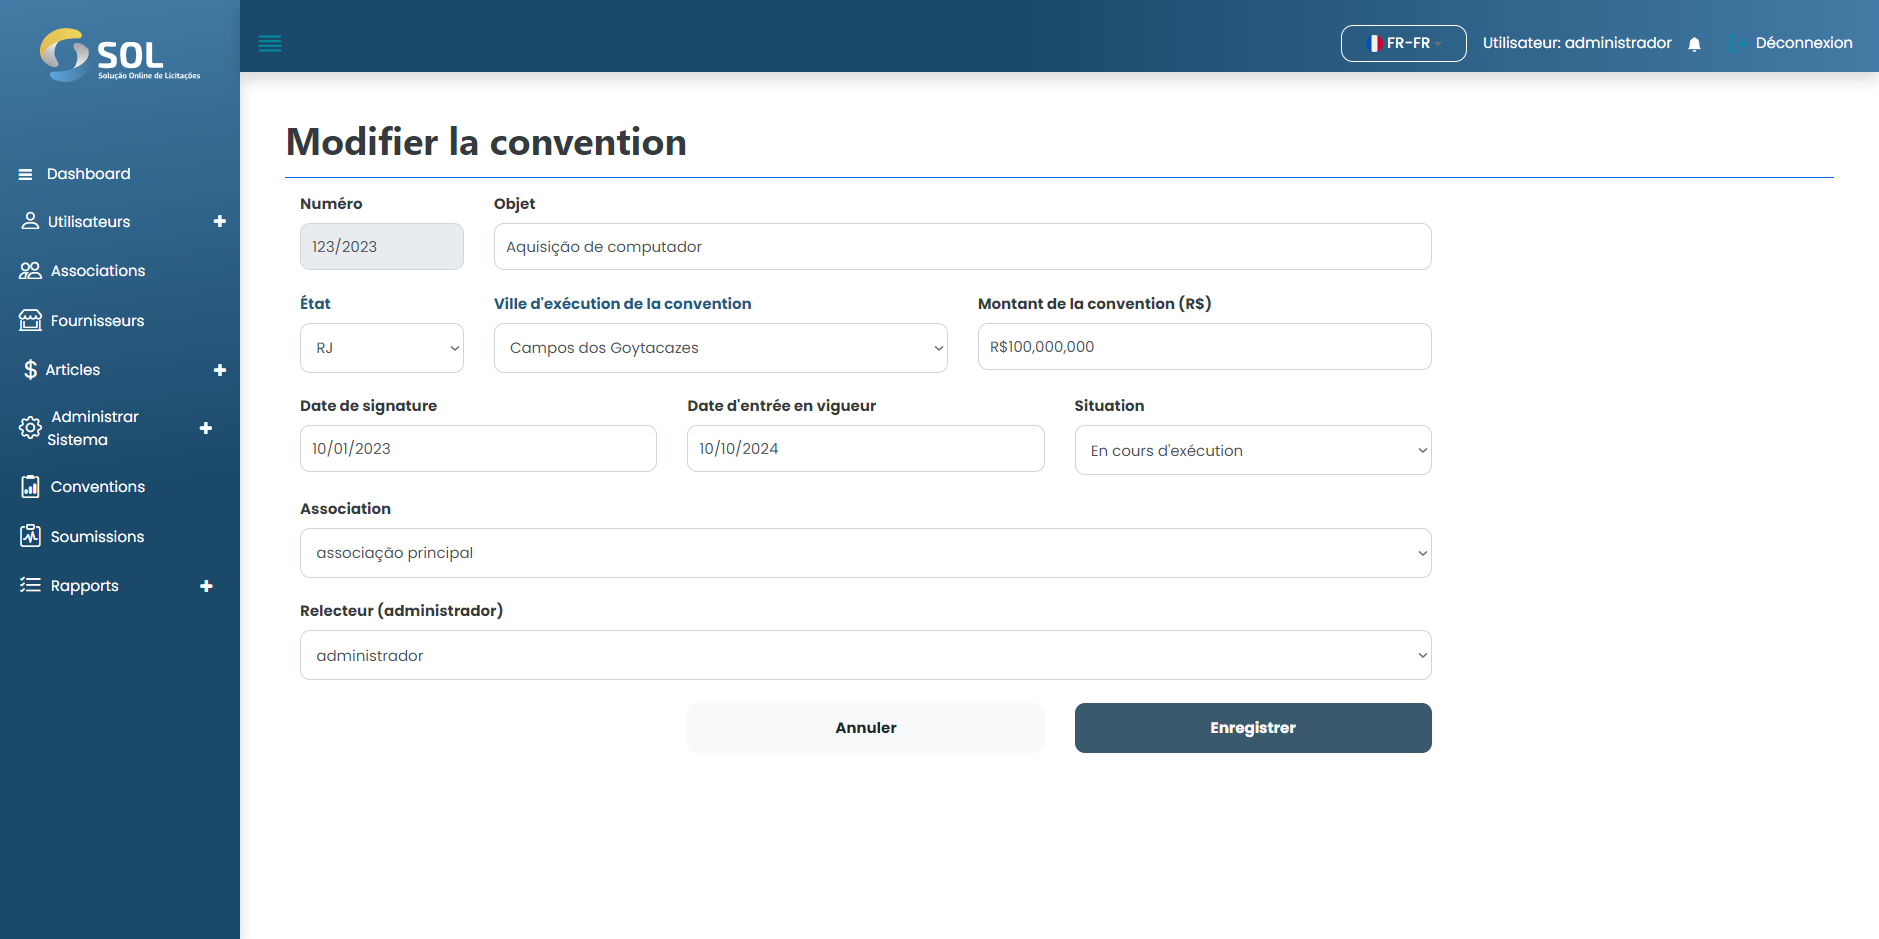 SOL
Solução Online de Licitações
FR-FR
Utilisateur: administrador
Déconnexion
Dashboard
Utilisateurs
Associations
Fournisseurs
Articles
Administrar
Sistema
Conventions
Soumissions
Rapports
Modifier la convention
Numéro
Objet
123/2023
Aquisição de computador
État
Ville d'exécution de la convention
Montant de la convention (R$)
RJ
Campos dos Goytacazes
R$100,000,000
Date de signature
Date d'entrée en vigueur
Situation
10/01/2023
10/10/2024
En cours d'exécution
Association
associação principal
Relecteur (administrador)
administrador
Annuler
Enregistrer